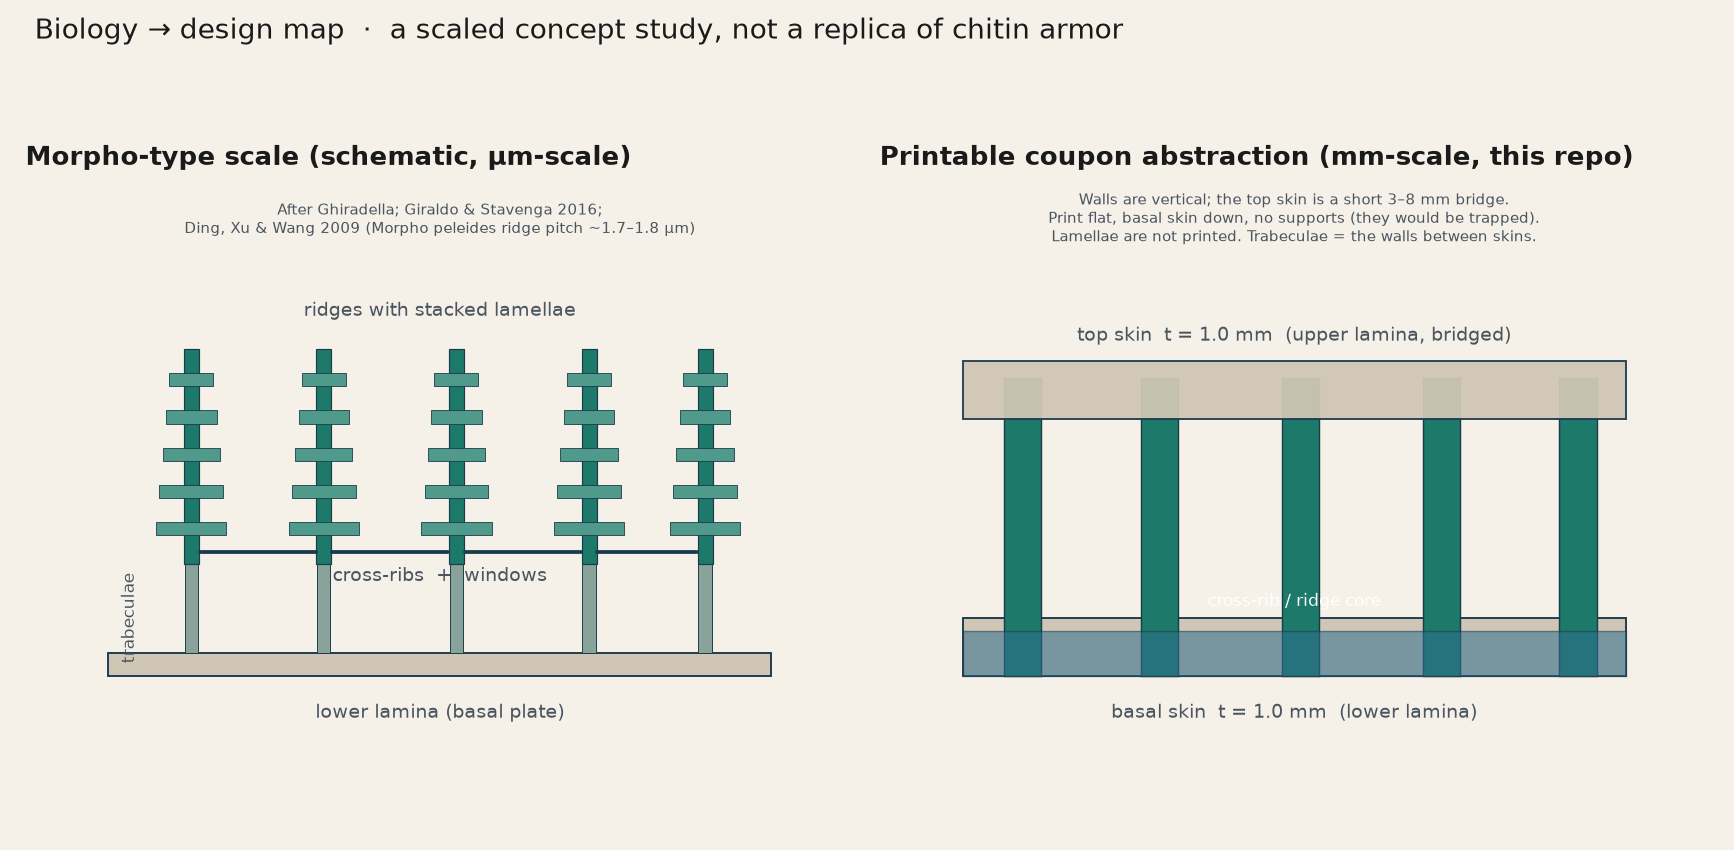 Biology → design map · a scaled concept study, not a replica of chitin armor
Morpho-type scale (schematic, µm-scale)
After Ghiradella; Giraldo & Stavenga 2016;
Ding, Xu & Wang 2009 (Morpho peleides ridge pitch ~1.7–1.8 µm)
ridges with stacked lamellae
cross-ribs + windows
trabeculae
lower lamina (basal plate)
Printable coupon abstraction (mm-scale, this repo)
Walls are vertical; the top skin is a short 3–8 mm bridge.
Print flat, basal skin down, no supports (they would be trapped).
Lamellae are not printed. Trabeculae = the walls between skins.
top skin t = 1.0 mm (upper lamina, bridged)
cross-rib / ridge core
basal skin t = 1.0 mm (lower lamina)